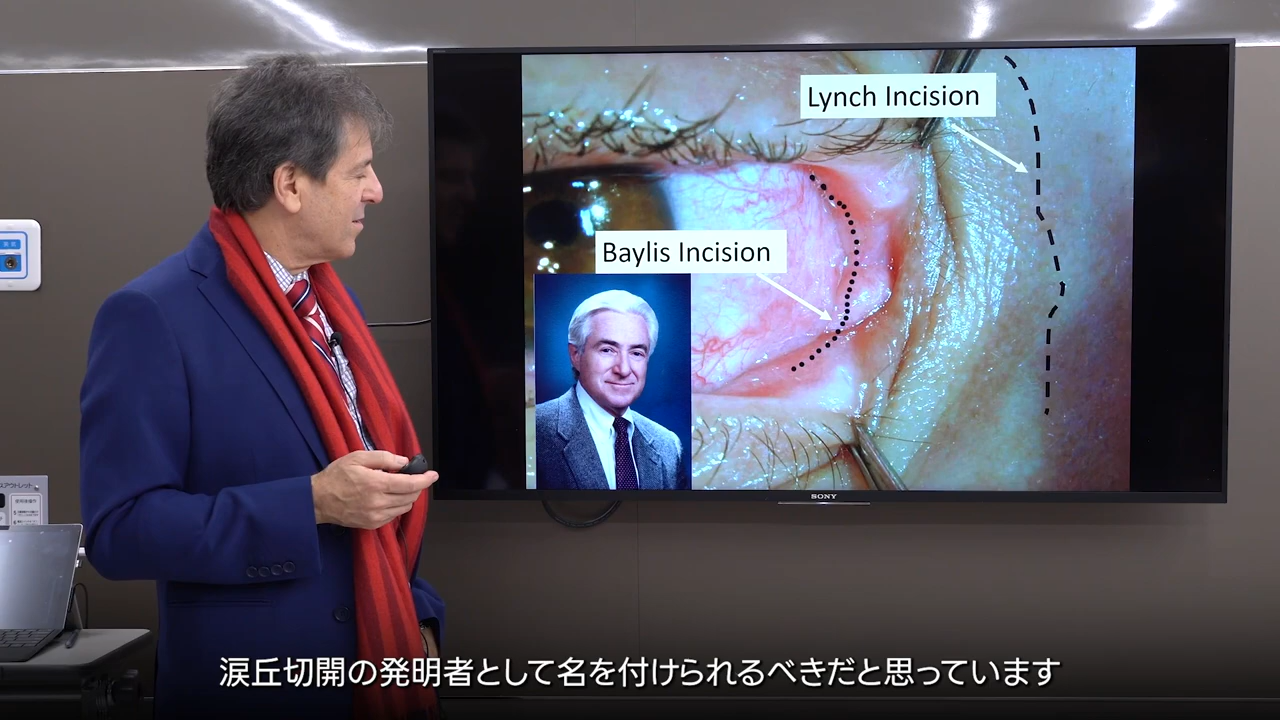 Lynch Incision
Baylis Incision
SONY
涙丘切開の発明者として名を付けられるべきだと思っています